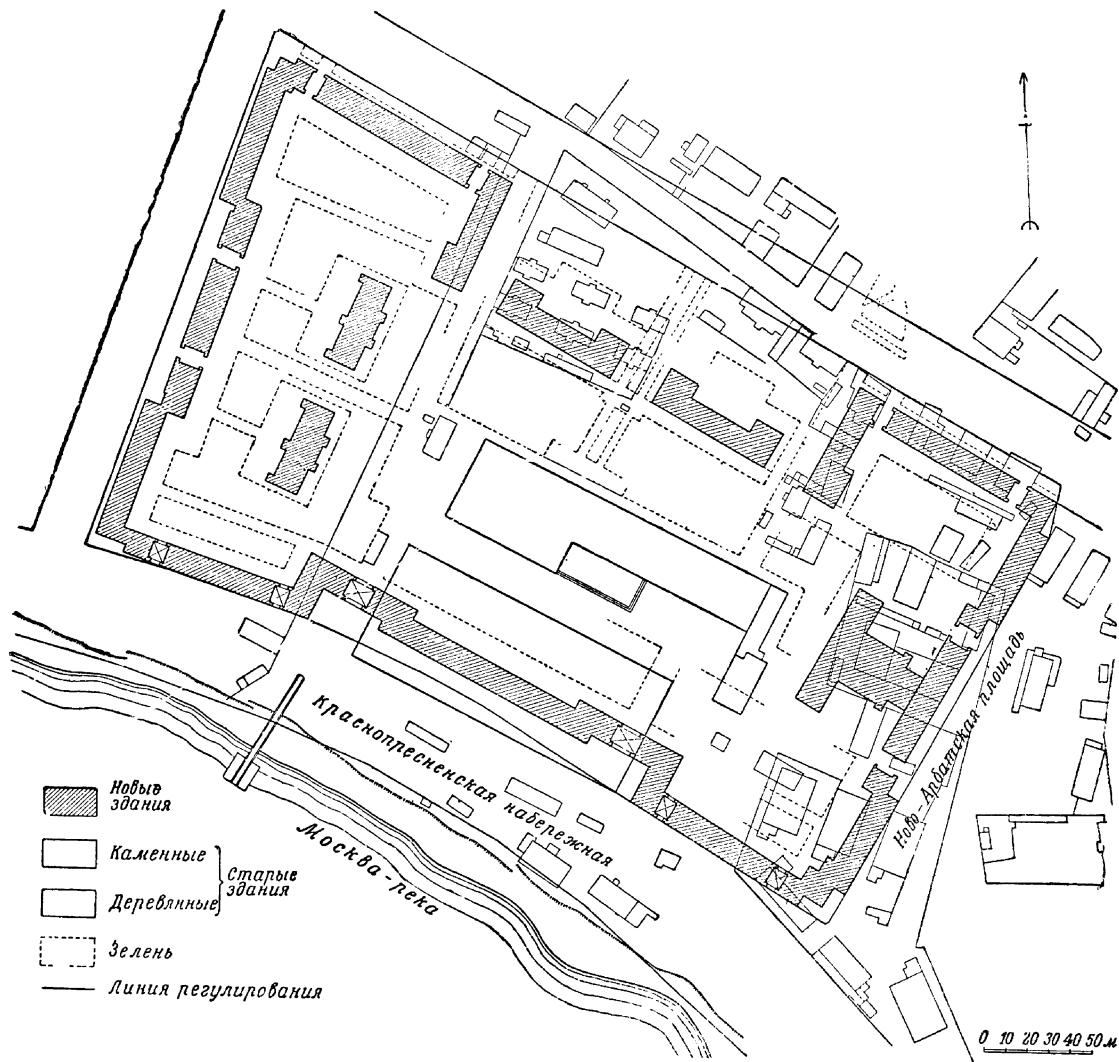 Ново-Арбатская площадь
Краснопресненская набережная
Москва-река
Новые
здания
Каменные
Деревянные
Старые
здания
Зелень
Линия регулирования
0 10 20 30 40 50 м